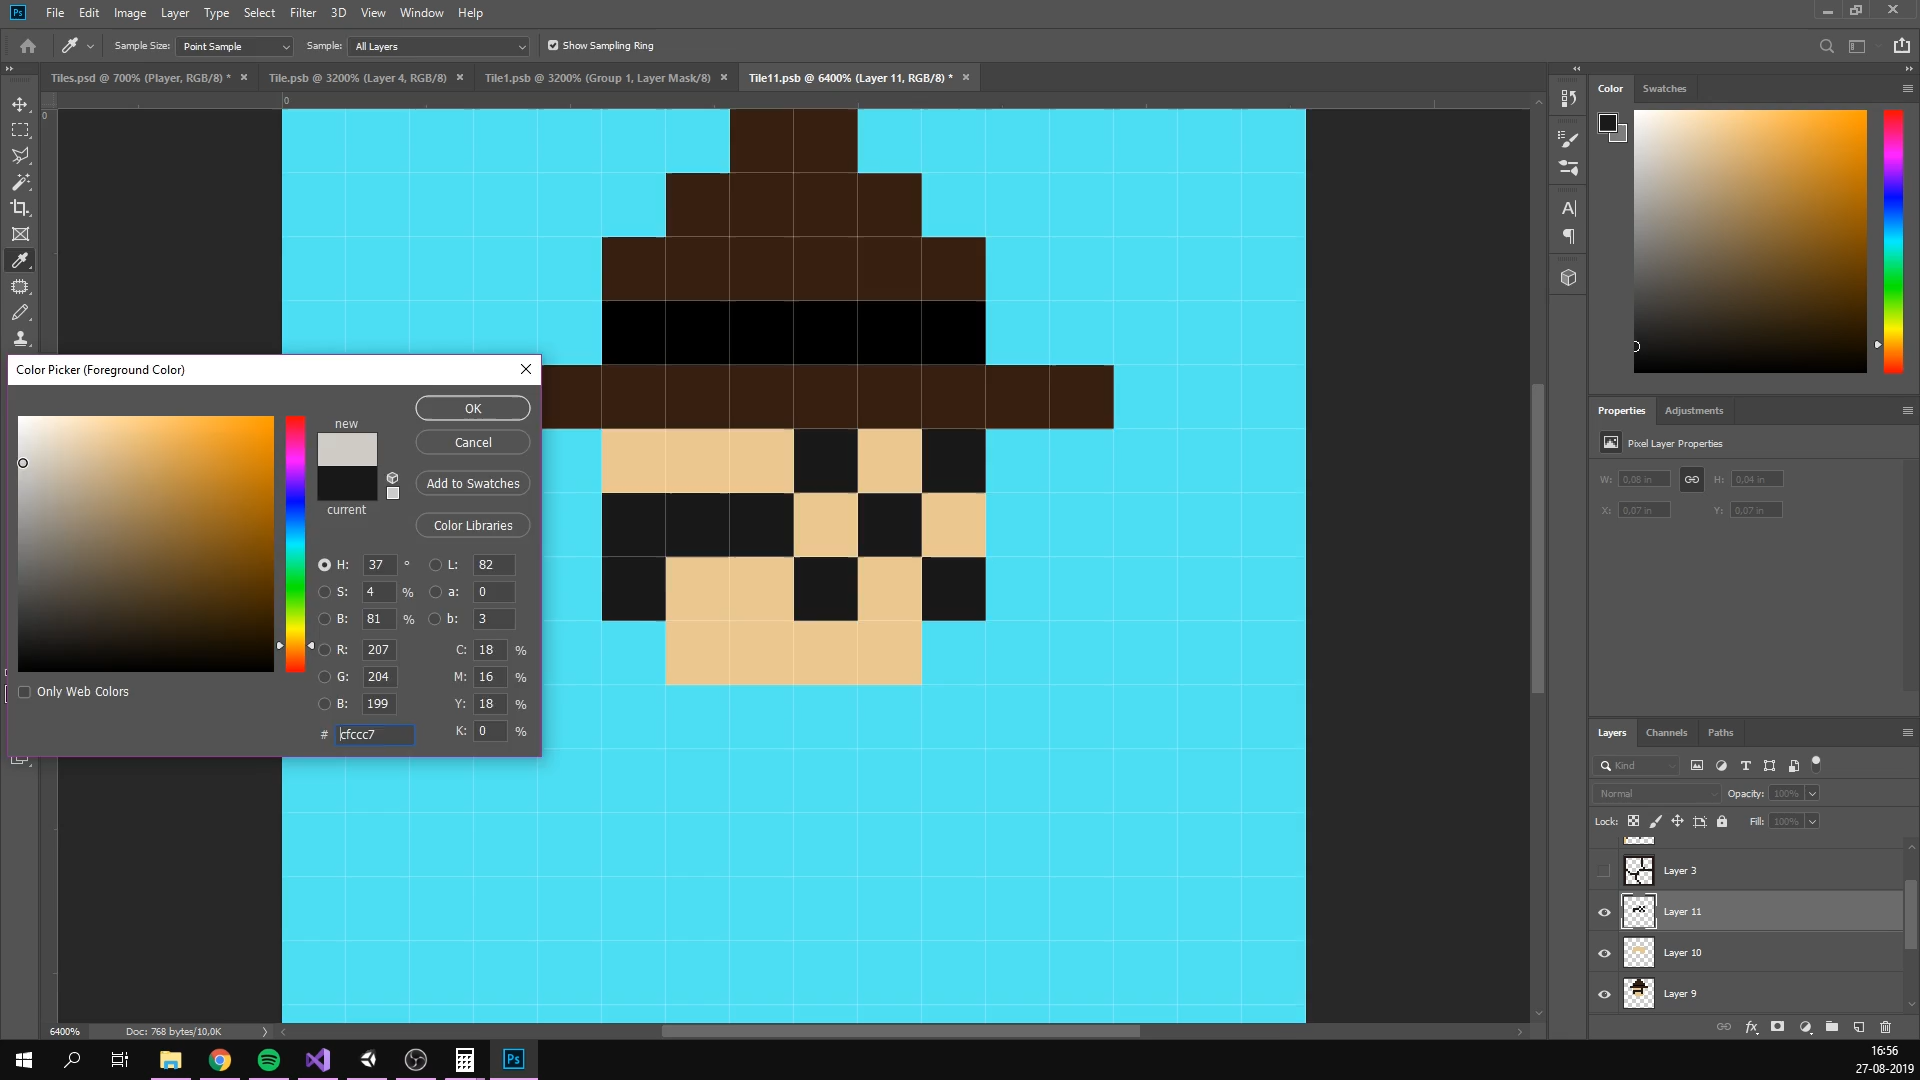 Ps File Edit Image Layer Type Select Filter 3D View Window Help
Sample Size: Point Sample Sample: All Layers Show Sampling Ring
Tiles.psd @ 700% (Player, RGB/8) * × Tile.psb @ 3200% (Layer 4, RGB/8) × Tile1.psb @ 3200% (Group 1, Layer Mask/8) × Tile11.psb @ 6400% (Layer 11, RGB/8) * ×
0
0
Color Swatches
Color Picker (Foreground Color)
new
current
OK
Cancel
Add to Swatches
Color Libraries
H: 37 ° L: 82
S: 4 % a: 0
B: 81 % b: 3
R: 207 C: 18 %
G: 204 M: 16 %
B: 199 Y: 18 %
# cfccc7 K: 0 %
Only Web Colors
Properties Adjustments
Pixel Layer Properties
W: 0,08 in H: 0,04 in
X: 0,07 in Y: 0,07 in
Layers Channels Paths
Kind
Normal Opacity: 100%
Lock: Fill: 100%
Layer 3
Layer 11
Layer 10
Layer 9
fx
6400% Doc: 768 bytes/10,0K
Ps
16:56
27-08-2019